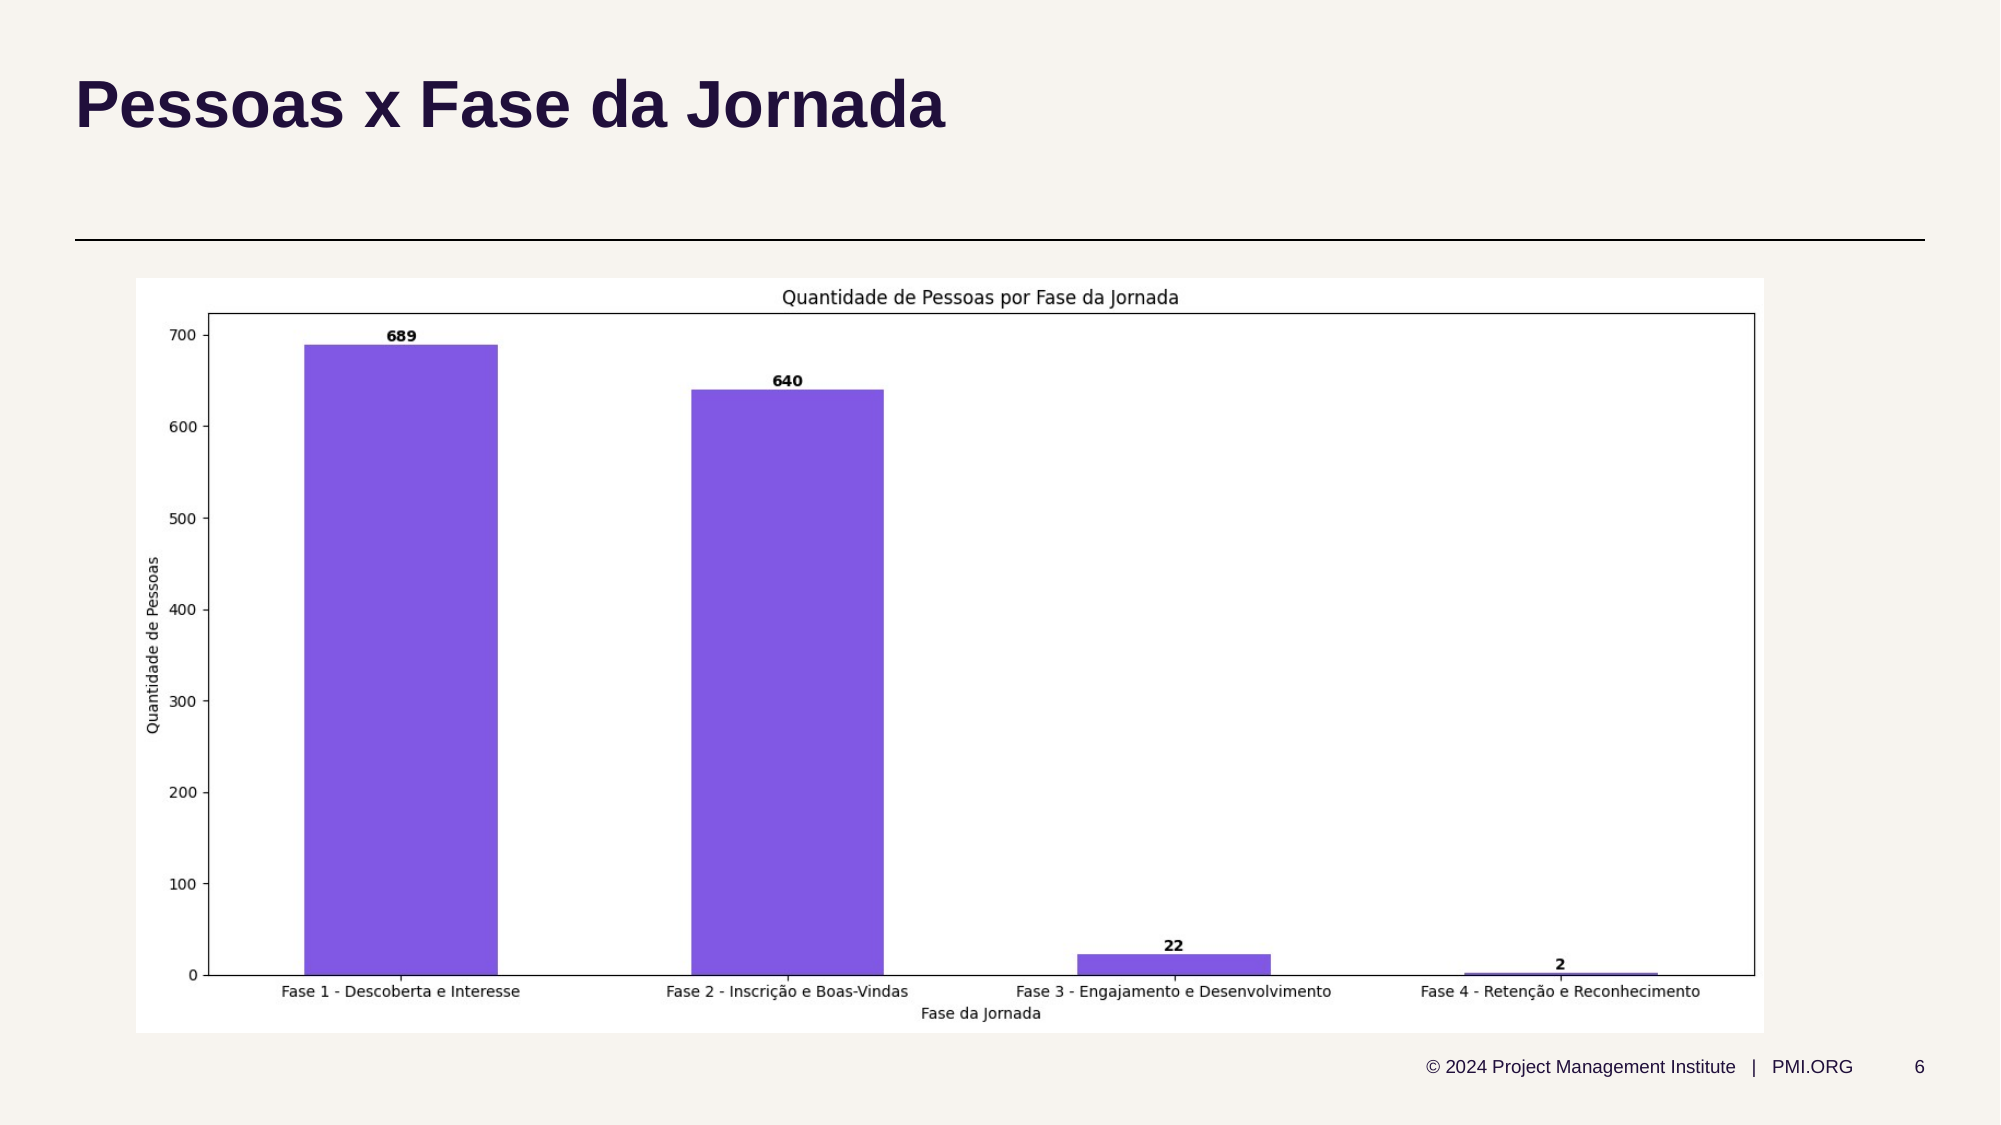 Pessoas x Fase da Jornada
Quantidade de Pessoas por Fase da Jornada
Quantidade de Pessoas
700
600
500
400
300
200
100
0
689
640
22
2
Fase 1 - Descoberta e Interesse
Fase 2 - Inscrição e Boas-Vindas
Fase 3 - Engajamento e Desenvolvimento
Fase 4 - Retenção e Reconhecimento
Fase da Jornada
© 2024 Project Management Institute | PMI.ORG 6